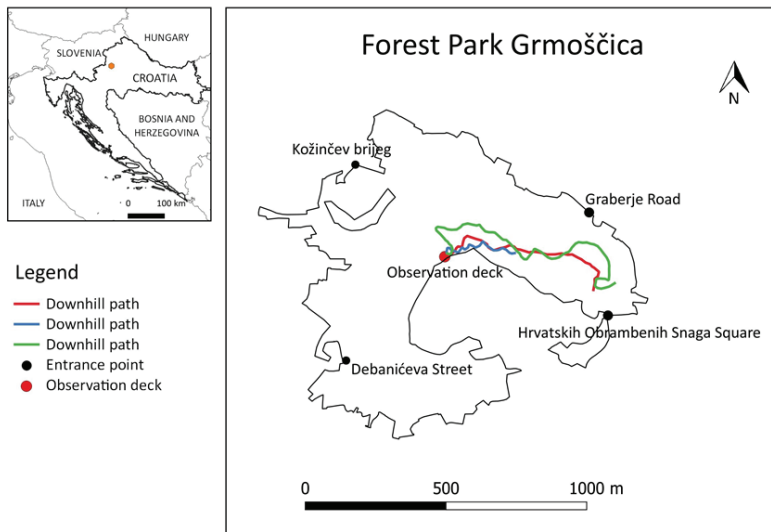 HUNGARY
SLOVENIA
CROATIA
BOSNIA AND
HERZEGOVINA
ITALY
0 100 km
Legend
Downhill path
Downhill path
Downhill path
Entrance point
Observation deck
Forest Park Grmoščica
N
Kožinčev brijeg
Graberje Road
Observation deck
Hrvatskih Obrambenih Snaga Square
Debanićeva Street
0 500 1000 m